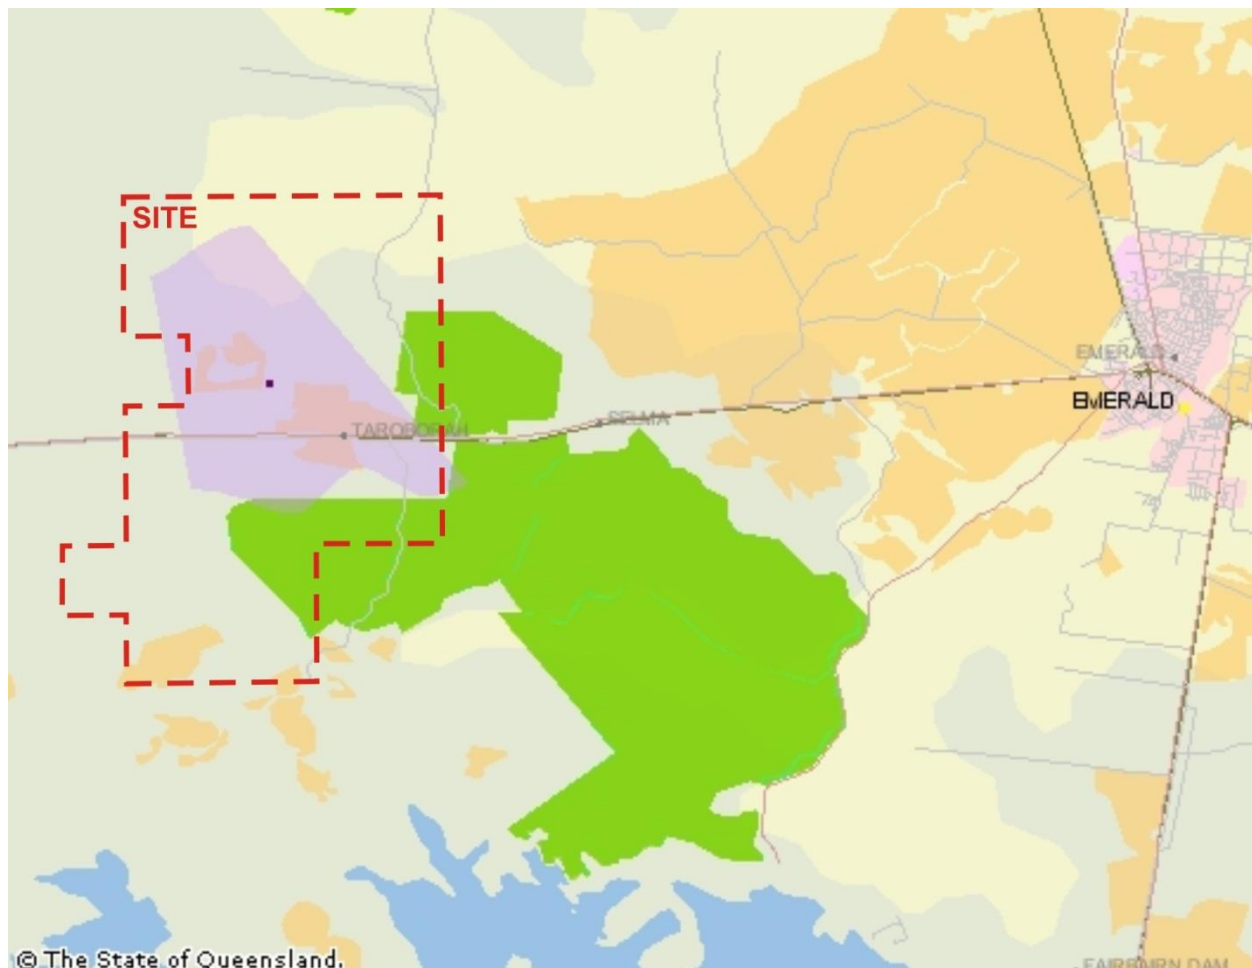 SITE
EMERALD
EMERALD
SELMA
TAROBORAH
© The State of Queensland.
FAIRBAIRN DAM